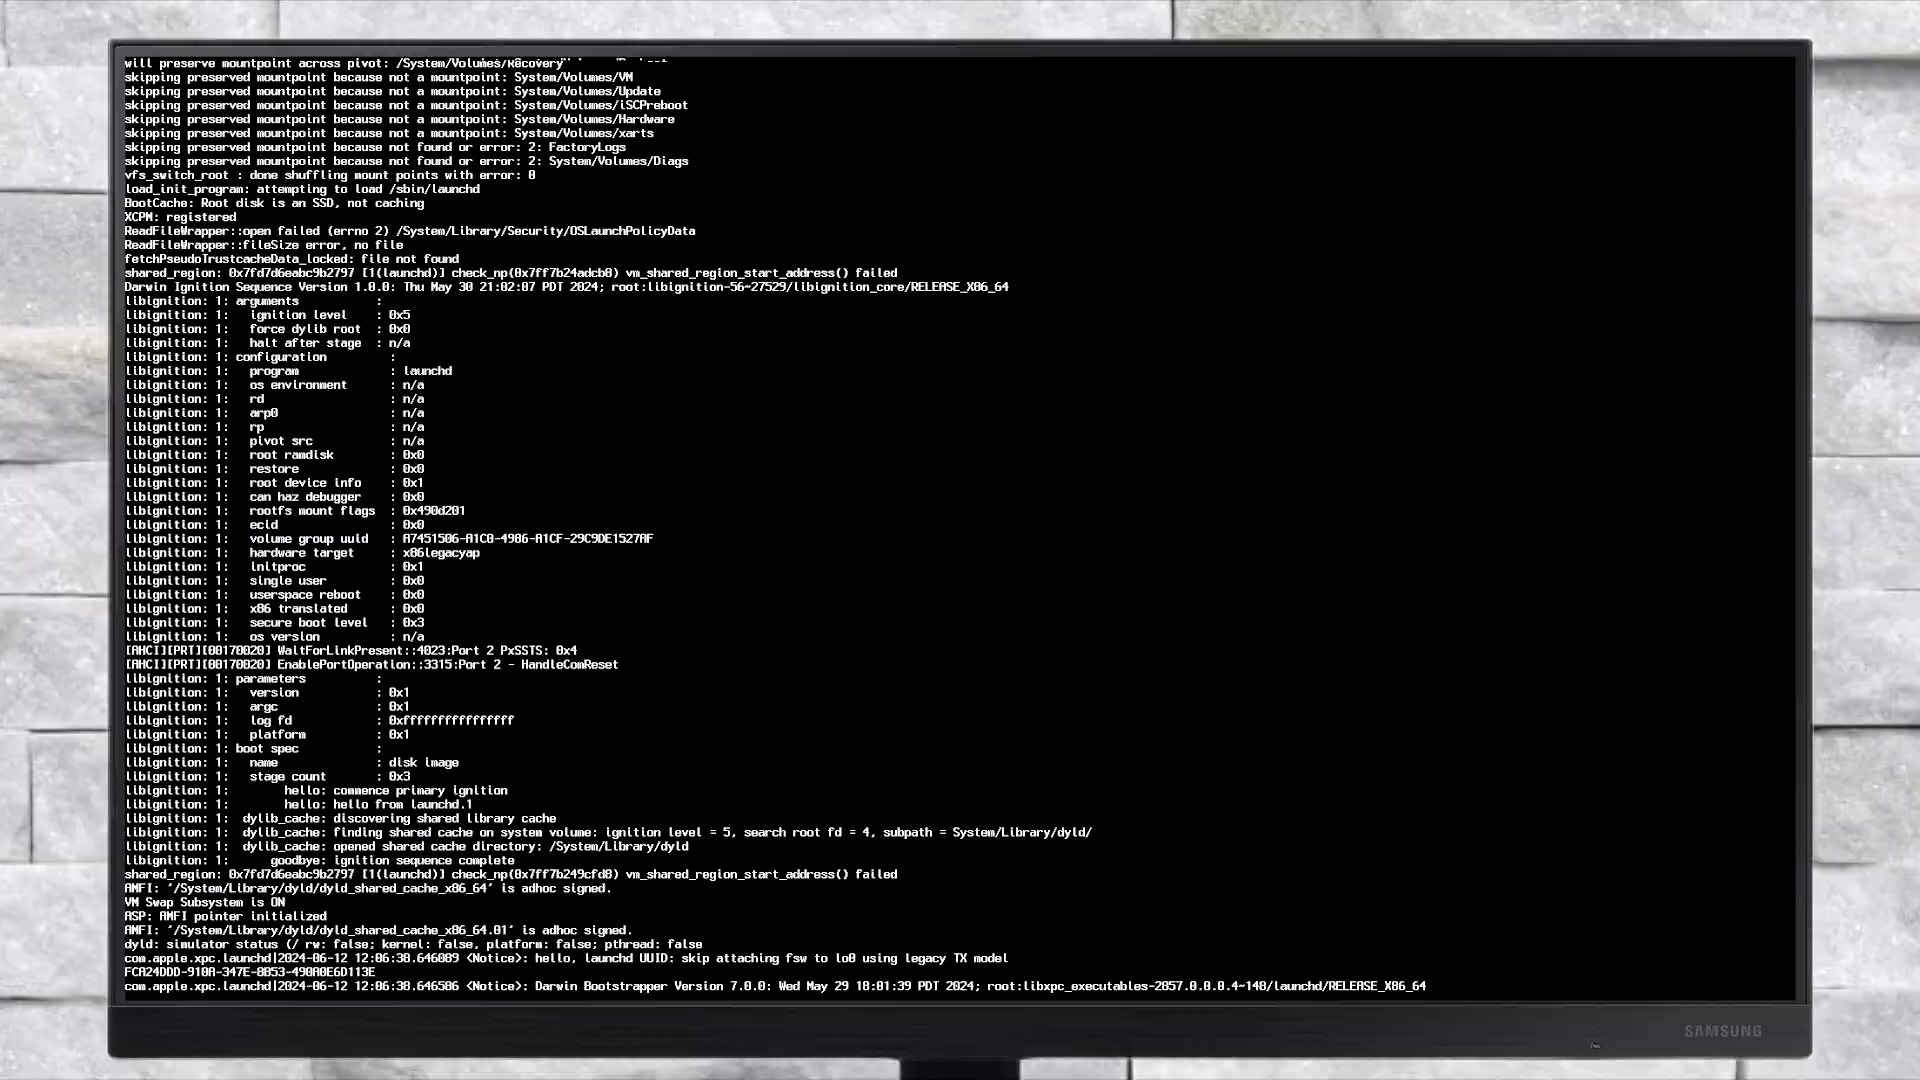 will preserve mountpoint across pivot: /System/Volumes/Recovery
skipping preserved mountpoint because not a mountpoint: System/Volumes/VM
skipping preserved mountpoint because not a mountpoint: System/Volumes/Update
skipping preserved mountpoint because not a mountpoint: System/Volumes/iSCPreboot
skipping preserved mountpoint because not a mountpoint: System/Volumes/Hardware
skipping preserved mountpoint because not a mountpoint: System/Volumes/xarts
skipping preserved mountpoint because not found or error: 2: FactoryLogs
skipping preserved mountpoint because not found or error: 2: System/Volumes/Diags
vfs_switch_root : done shuffling mount points with error: 0
load_init_program: attempting to load /sbin/launchd
BootCache: Root disk is an SSD, not caching
XCPM: registered
ReadFileWrapper::open failed (errno 2) /System/Library/Security/OSLaunchPolicyData
ReadFileWrapper::fileSize error, no file
fetchPseudoTrustcacheData_locked: file not found
shared_region: 0x7fd7d6eabc9b2797 [1(launchd)] check_np(0x7ff7b24adcb8) vm_shared_region_start_address() failed
Darwin Ignition Sequence Version 1.0.0: Thu May 30 21:02:07 PDT 2024; root:libignition-56~27529/libignition_core/RELEASE_X86_64
libignition: 1: arguments :
libignition: 1: ignition level : 0x5
libignition: 1: force dylib root : 0x0
libignition: 1: halt after stage : n/a
libignition: 1: configuration :
libignition: 1: program : launchd
libignition: 1: os environment : n/a
libignition: 1: rd : n/a
libignition: 1: arp0 : n/a
libignition: 1: rp : n/a
libignition: 1: pivot src : n/a
libignition: 1: root ramdisk : 0x0
libignition: 1: restore : 0x0
libignition: 1: root device info : 0x1
libignition: 1: can haz debugger : 0x0
libignition: 1: rootfs mount flags : 0x490d201
libignition: 1: ecid : 0x0
libignition: 1: volume group uuid : A7451506-A1C0-4986-A1CF-29C9DE1527AF
libignition: 1: hardware target : x86legacyap
libignition: 1: initproc : 0x1
libignition: 1: single user : 0x0
libignition: 1: userspace reboot : 0x0
libignition: 1: x86 translated : 0x0
libignition: 1: secure boot level : 0x3
libignition: 1: os version : n/a
[AHCI][PRT][00170020] WaitForLinkPresent::4023:Port 2 PxSSTS: 0x4
[AHCI][PRT][00170020] EnablePortOperation::3315:Port 2 - HandleComReset
libignition: 1: parameters :
libignition: 1: version : 0x1
libignition: 1: argc : 0x1
libignition: 1: log fd : 0xffffffffffffffff
libignition: 1: platform : 0x1
libignition: 1: boot spec :
libignition: 1: name : disk image
libignition: 1: stage count : 0x3
libignition: 1: hello: commence primary ignition
libignition: 1: hello: hello from launchd.1
libignition: 1: dylib_cache: discovering shared library cache
libignition: 1: dylib_cache: finding shared cache on system volume: ignition level = 5, search root fd = 4, subpath = System/Library/dyld/
libignition: 1: dylib_cache: opened shared cache directory: /System/Library/dyld
libignition: 1: goodbye: ignition sequence complete
shared_region: 0x7fd7d6eabc9b2797 [1(launchd)] check_np(0x7ff7b249cfd8) vm_shared_region_start_address() failed
AMFI: '/System/Library/dyld/dyld_shared_cache_x86_64' is adhoc signed.
VM Swap Subsystem is ON
ASP: AMFI pointer initialized
AMFI: '/System/Library/dyld/dyld_shared_cache_x86_64.01' is adhoc signed.
dyld: simulator status (/ rw: false; kernel: false, platform: false; pthread: false
com.apple.xpc.launchd|2024-06-12 12:06:38.646089 <Notice>: hello, launchd UUID: skip attaching fsw to lo0 using legacy TX model
FCA24DDD-910A-347E-8B53-490A0E6D113E
com.apple.xpc.launchd|2024-06-12 12:06:38.646506 <Notice>: Darwin Bootstrapper Version 7.0.0: Wed May 29 18:01:39 PDT 2024; root:libxpc_executables-2857.0.0.0.4~148/launchd/RELEASE_X86_64
SAMSUNG